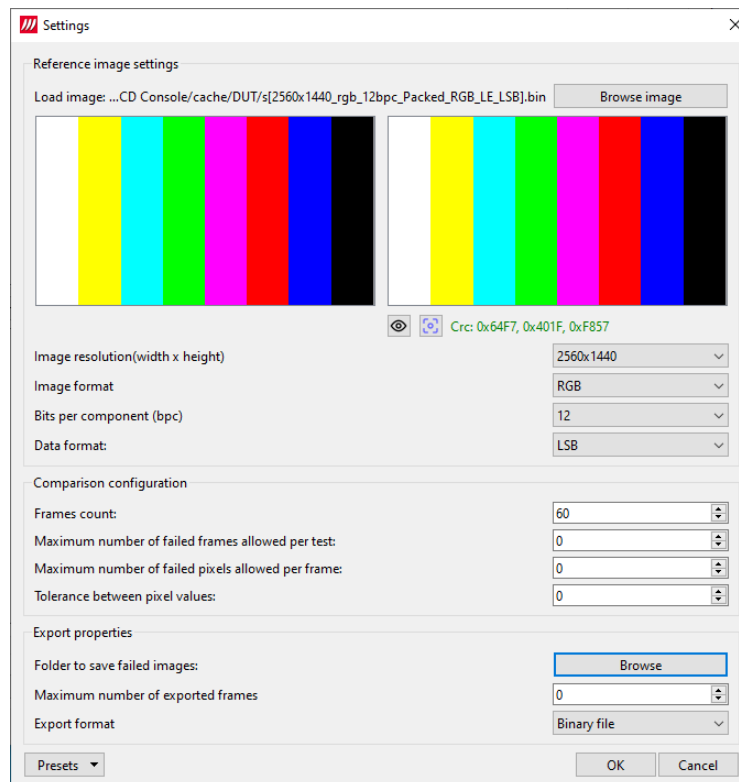 Settings
Reference image settings
Load image: ...CD Console/cache/DUT/s[2560x1440_rgb_12bpc_Packed_RGB_LE_LSB].bin
Browse image
Crc: 0x64F7, 0x401F, 0xF857
Image resolution(width x height) 2560x1440
Image format RGB
Bits per component (bpc) 12
Data format: LSB
Comparison configuration
Frames count: 60
Maximum number of failed frames allowed per test: 0
Maximum number of failed pixels allowed per frame: 0
Tolerance between pixel values: 0
Export properties
Folder to save failed images: Browse
Maximum number of exported frames 0
Export format Binary file
Presets OK Cancel